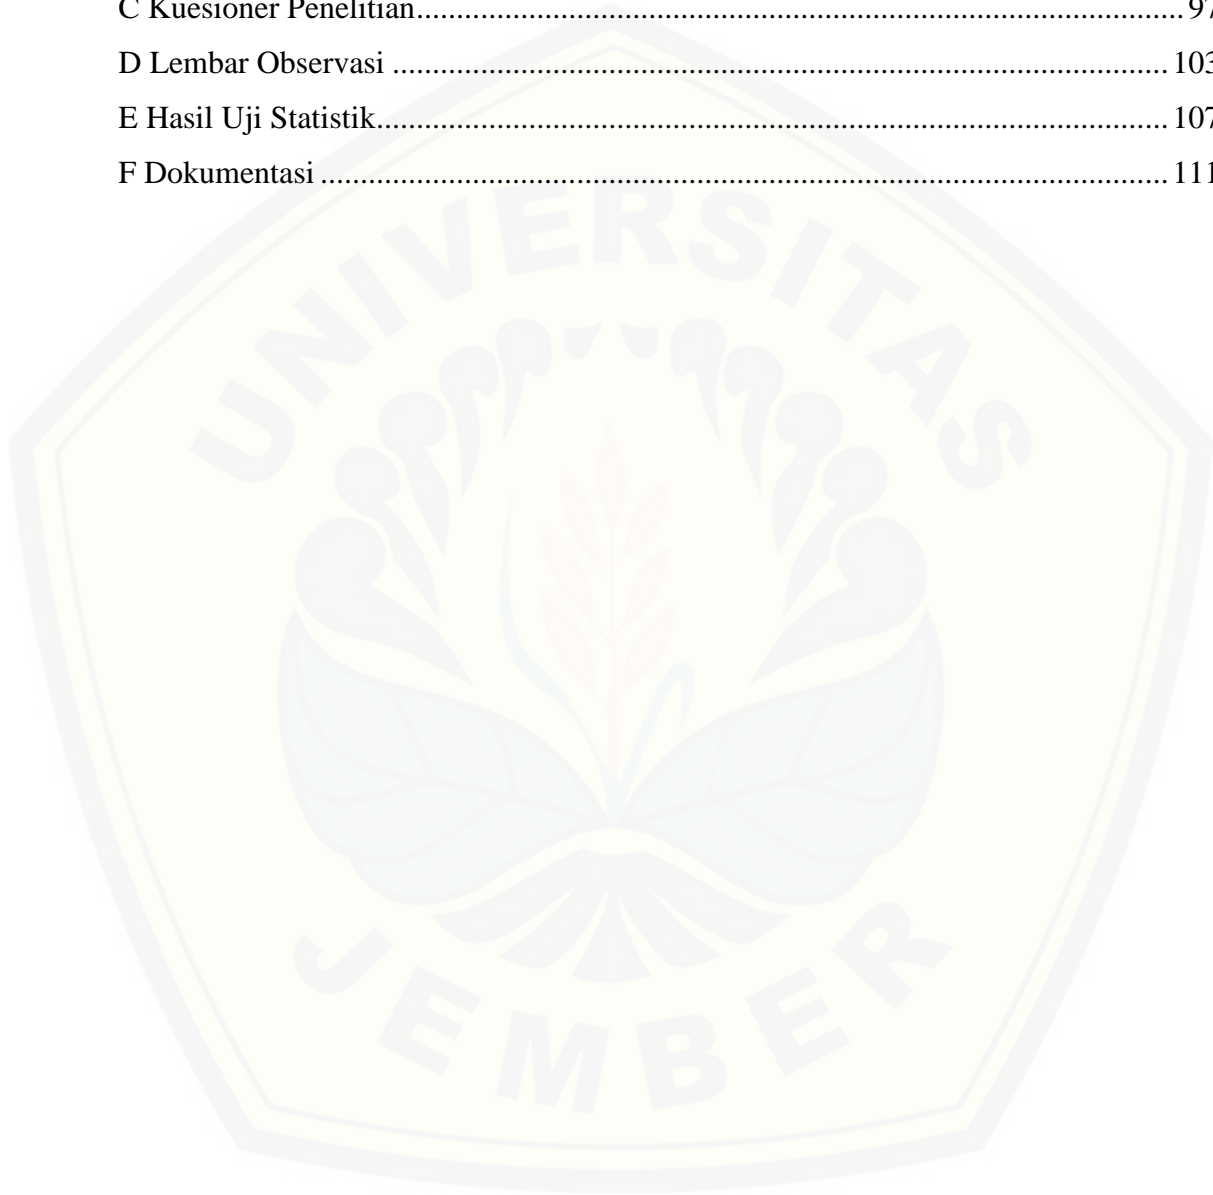 C Kuesioner Penelitian.................................................................................................. 97
D Lembar Observasi .................................................................................................... 103
E Hasil Uji Statistik...................................................................................................... 107
F Dokumentasi ............................................................................................................. 111
UNIVERSITAS
JEMBER